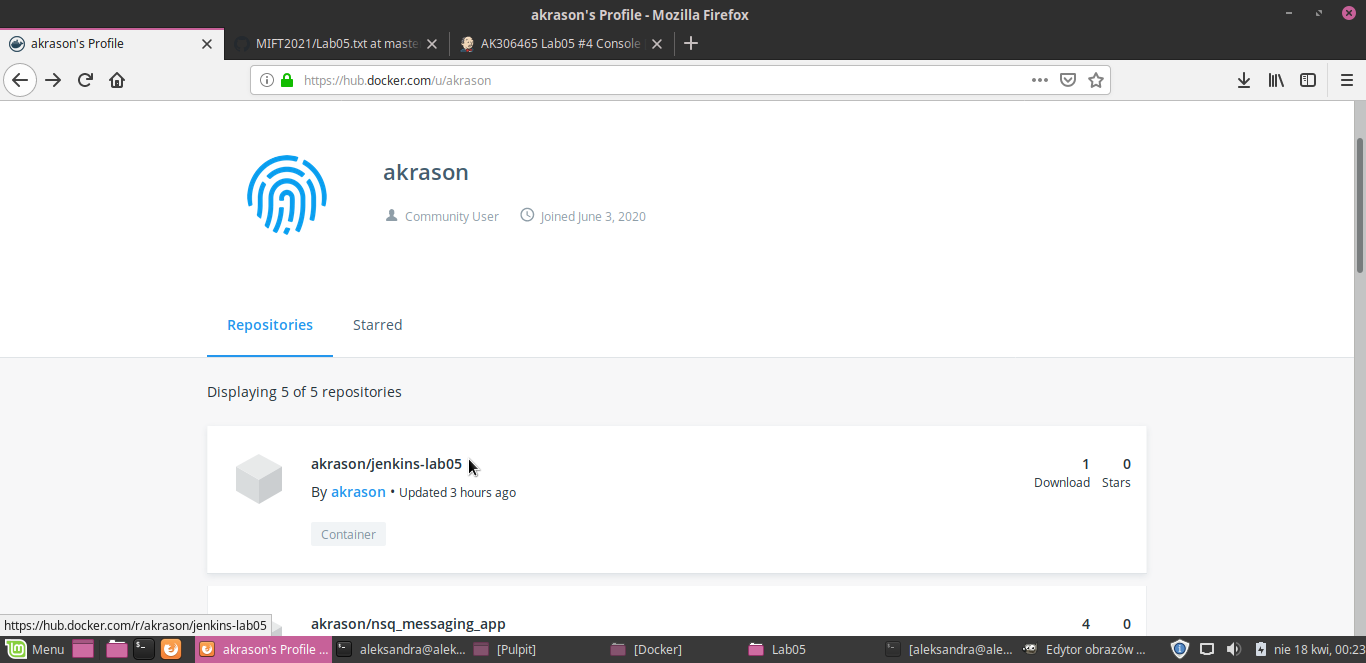 akrason's Profile - Mozilla Firefox
akrason's Profile
MIFT2021/Lab05.txt at maste
AK306465 Lab05 #4 Console
https://hub.docker.com/u/akrason
akrason
Community User
Joined June 3, 2020
Repositories
Starred
Displaying 5 of 5 repositories
akrason/jenkins-lab05
1
0
By akrason • Updated 3 hours ago
Download
Stars
Container
akrason/nsq_messaging_app
4
0
https://hub.docker.com/r/akrason/jenkins-lab05
Menu
akrason's Profile ...
aleksandra@alek...
[Pulpit]
[Docker]
Lab05
[aleksandra@ale...
Edytor obrazów ...
nie 18 kwi, 00:23